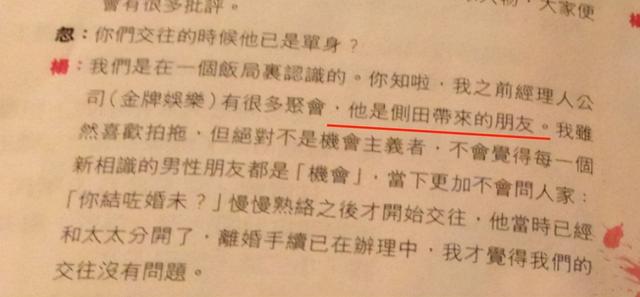 會有很多批評。
忽：你們交往的時候他已是單身？
楊：我們是在一個飯局裏認識的。你知啦，我之前經理人公
司（金牌娛樂）有很多聚會，他是側田帶來的朋友。我雖
然喜歡拍拖，但絕對不是機會主義者，不會覺得每一個
新相識的男性朋友都是「機會」，當下更加不會問人家：
「你結咗婚未？」慢慢熟絡之後才開始交往，他當時已經
和太太分開了，離婚手續已在辦理中，我才覺得我們的
交往沒有問題。